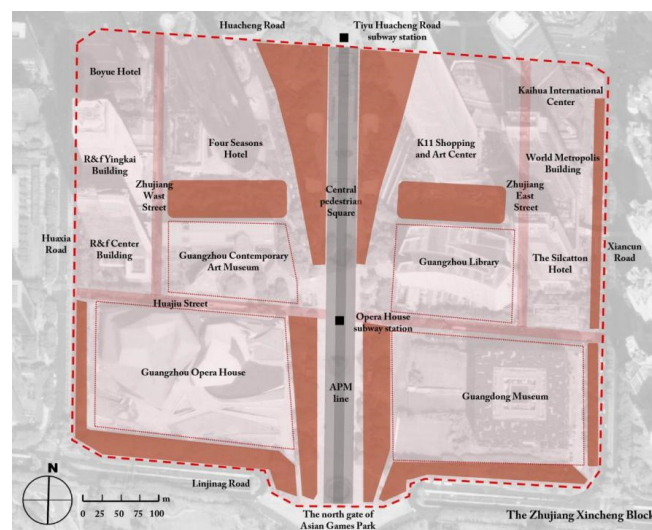 Huacheng Road
Tiyu Huacheng Road
subway station
Boyue Hotel
Kaihua International
Center
Four Seasons
Hotel
K11 Shopping
and Art Center
R&f Yingkai
Building
World Metropolis
Building
Zhujiang
Wast
Street
Central
pedestrian
Square
Zhujiang
East
Street
Huaxia
Road
R&f Center
Building
Guangzhou Contemporary
Art Museum
Guangzhou Library
The Silcatton
Hotel
Xiancun
Road
Huajiu Street
Opera House
subway station
Guangzhou Opera House
APM
line
Guangdong Museum
N
0 25 50 75 100
m
Linjinag Road
The north gate of
Asian Games Park
The Zhujiang Xincheng Block